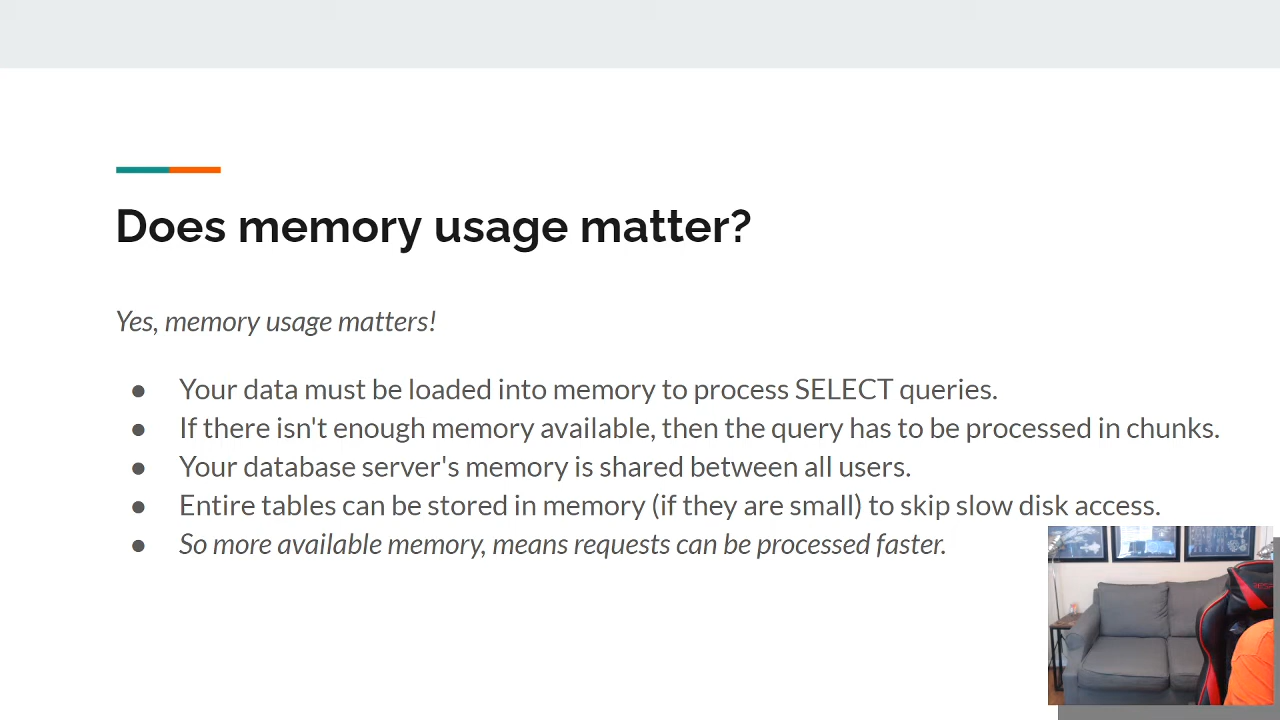 Does memory usage matter?
Yes, memory usage matters!
● Your data must be loaded into memory to process SELECT queries.
● If there isn't enough memory available, then the query has to be processed in chunks.
● Your database server's memory is shared between all users.
● Entire tables can be stored in memory (if they are small) to skip slow disk access.
● So more available memory, means requests can be processed faster.